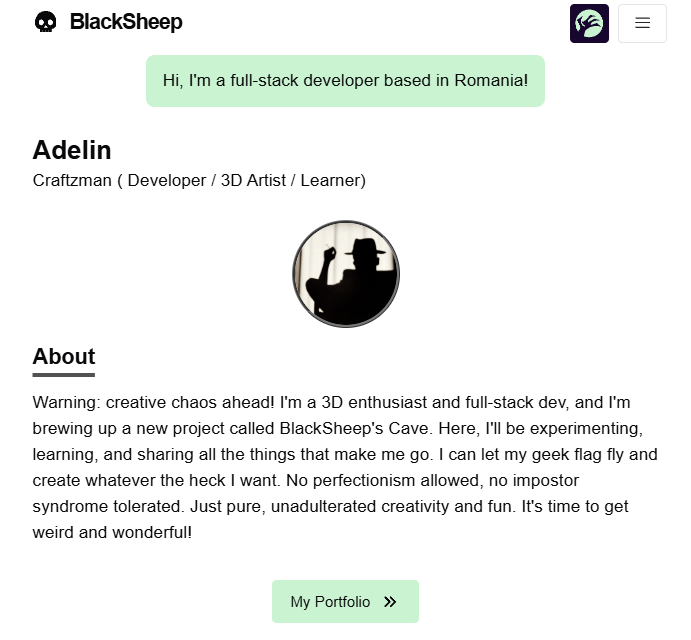 BlackSheep
Hi, I'm a full-stack developer based in Romania!
Adelin
Craftzman ( Developer / 3D Artist / Learner)
About
Warning: creative chaos ahead! I'm a 3D enthusiast and full-stack dev, and I'm
brewing up a new project called BlackSheep's Cave. Here, I'll be experimenting,
learning, and sharing all the things that make me go. I can let my geek flag fly and
create whatever the heck I want. No perfectionism allowed, no impostor
syndrome tolerated. Just pure, unadulterated creativity and fun. It's time to get
weird and wonderful!
My Portfolio